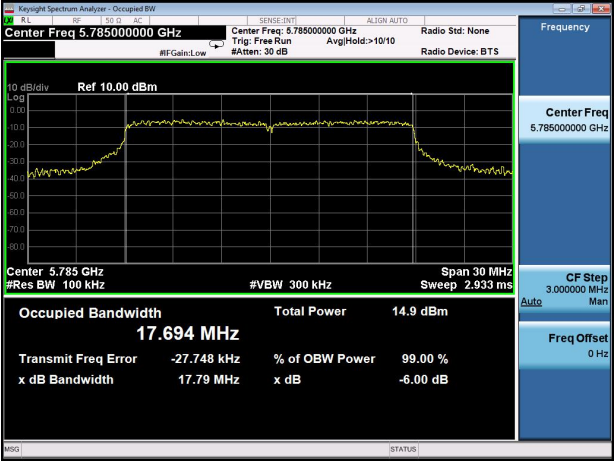 Keysight Spectrum Analyzer - Occupied BW
LXI RL RF 50 Ω AC SENSE:INT ALIGN AUTO
Center Freq 5.785000000 GHz
Center Freq: 5.785000000 GHz
Radio Std: None
Trig: Free Run
Avg|Hold:>10/10
#IFGain:Low
#Atten: 30 dB
Radio Device: BTS
10 dB/div
Ref 10.00 dBm
Log
0.00
-10.0
-20.0
-30.0
-40.0
-50.0
-60.0
-70.0
-80.0
Center 5.785 GHz
Span 30 MHz
#Res BW 100 kHz
#VBW 300 kHz
Sweep 2.933 ms
Occupied Bandwidth
17.694 MHz
Total Power
14.9 dBm
Transmit Freq Error
-27.748 kHz
% of OBW Power
99.00 %
x dB Bandwidth
17.79 MHz
x dB
-6.00 dB
Frequency
Center Freq
5.785000000 GHz
CF Step
3.000000 MHz
Auto Man
Freq Offset
0 Hz
MSG
STATUS